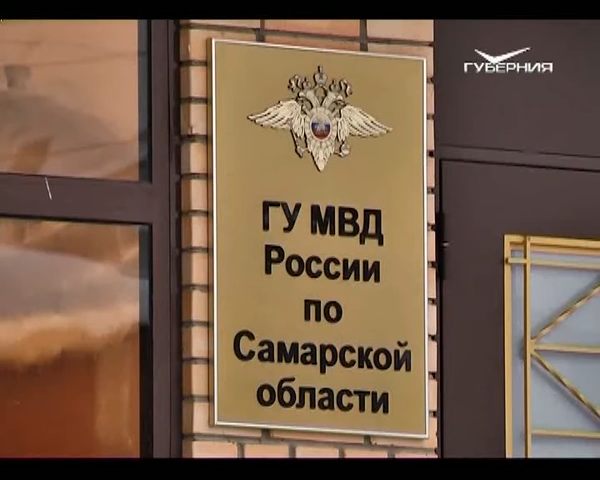 ГУБЕРНИЯ
ГУ МВД
России
по
Самарской
области